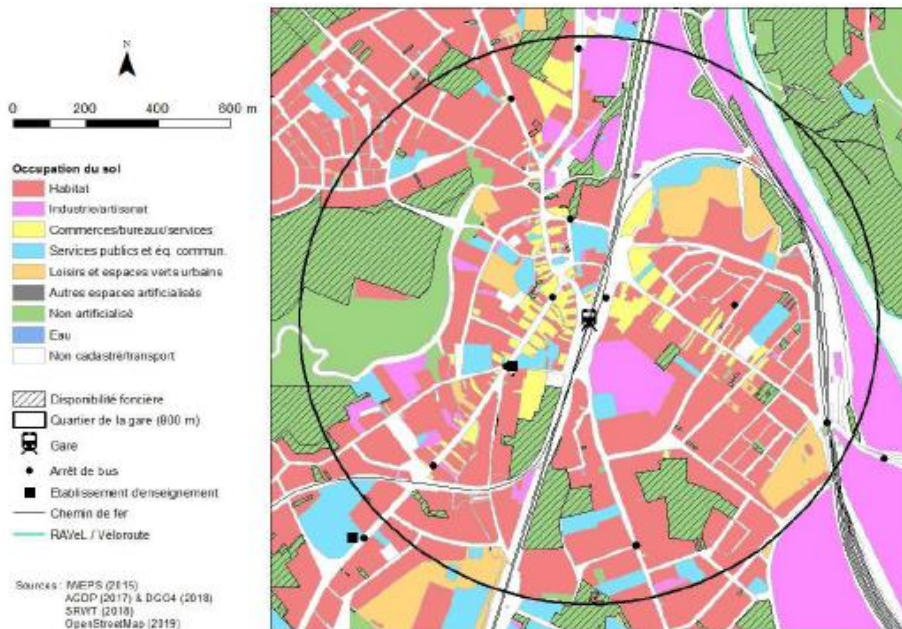 N
0 200 400 800 m
Occupation du sol
Habitat
Industrie/artisanat
Commerces/bureaux/services
Services publics et éq. commun.
Loisirs et espaces verts urbains
Autres espaces artificialisés
Non artificialisé
Eau
Non cadastré/transport
Disponibilité foncière
Quartier de la gare (800 m)
Gare
Arrêt de bus
Etablissement d'enseignement
Chemin de fer
RAVeL / Véloroute
Sources : IWEPS (2015)
AGDP (2017) & DGO4 (2018)
SRWT (2018)
OpenStreetMap (2019)